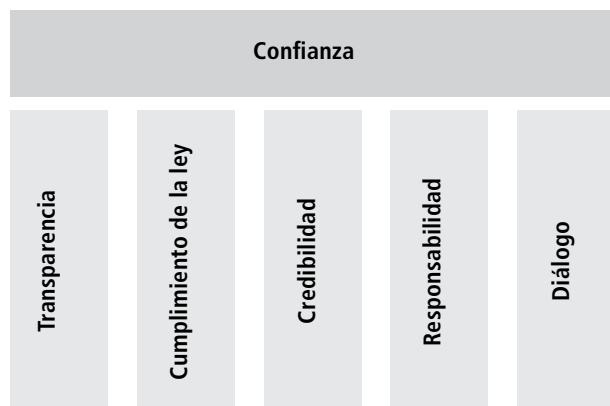 Confianza
Transparencia
Cumplimiento de la ley
Credibilidad
Responsabilidad
Diálogo